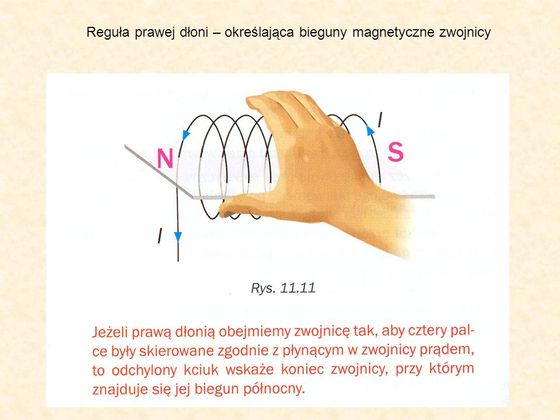 Reguła prawej dłoni – określająca bieguny magnetyczne zwojnicy
I
N
S
I
Rys. 11.11
Jeżeli prawą dłonią obejmiemy zwojnicę tak, aby cztery pal-
ce były skierowane zgodnie z płynącym w zwojnicy prądem,
to odchylony kciuk wskaże koniec zwojnicy, przy którym
znajduje się jej biegun północny.